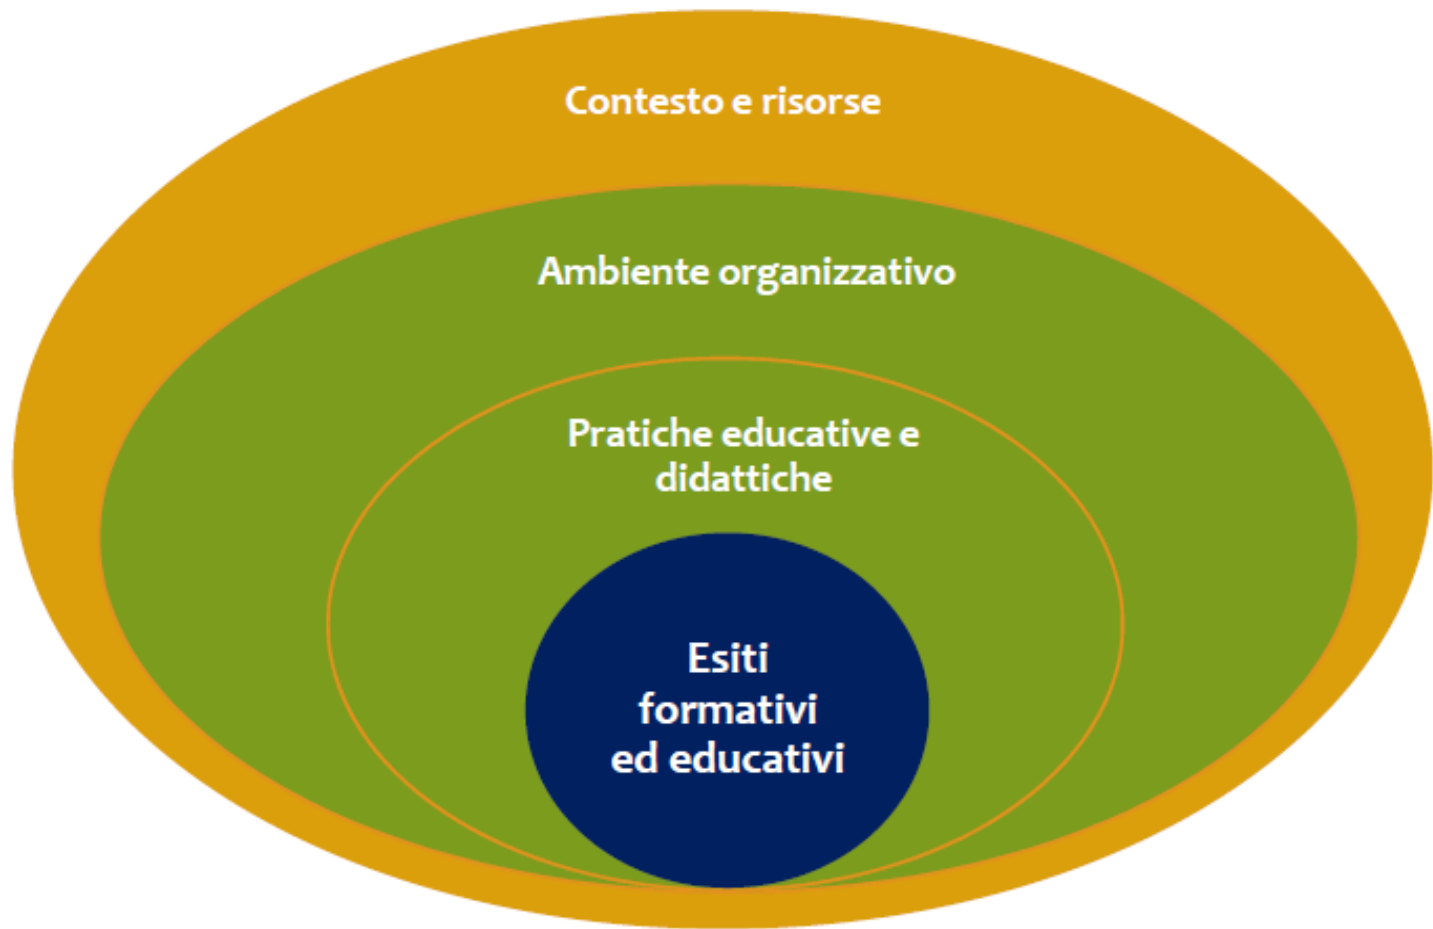 Contesto e risorse
Ambiente organizzativo
Pratiche educative e
didattiche
Esiti
formativi
ed educativi